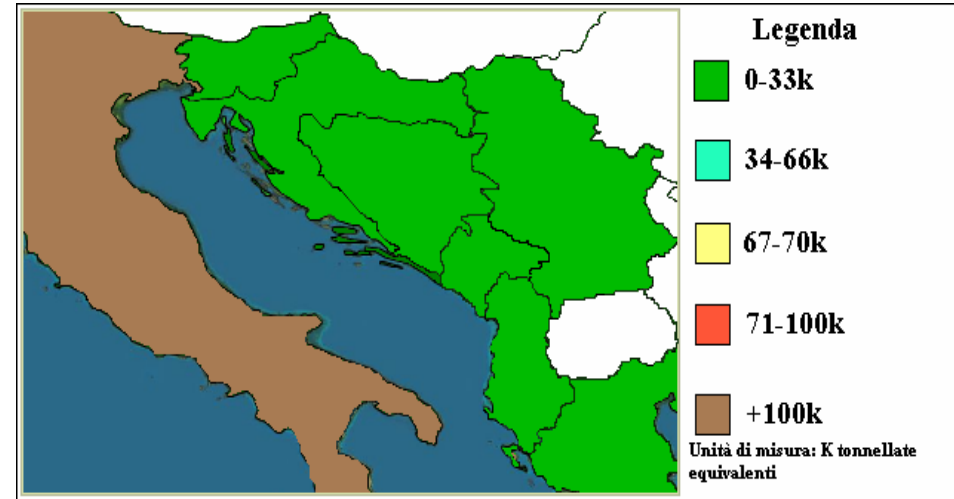 Legenda
0-33k
34-66k
67-70k
71-100k
+100k
Unità di misura: K tonnellate
equivalenti